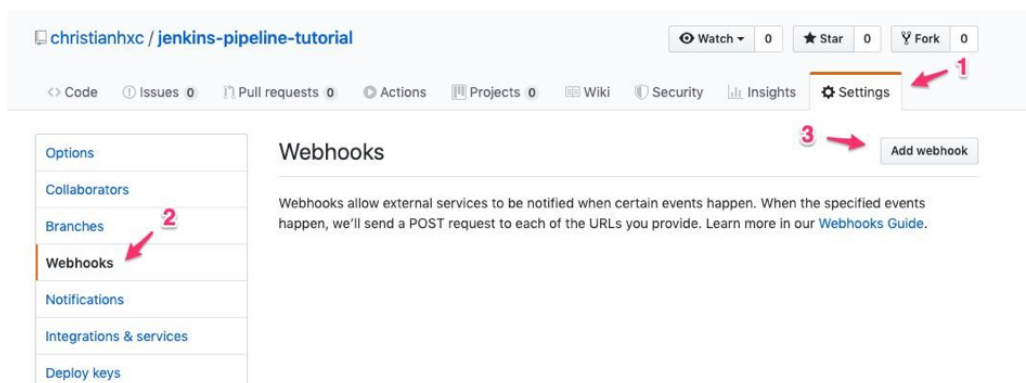 christianhxc / jenkins-pipeline-tutorial
Watch 0 Star 0 Fork 0
1
Code Issues 0 Pull requests 0 Actions Projects 0 Wiki Security Insights Settings
3
Options
Webhooks
Add webhook
Collaborators
Webhooks allow external services to be notified when certain events happen. When the specified events
happen, we'll send a POST request to each of the URLs you provide. Learn more in our Webhooks Guide.
Branches
2
Webhooks
Notifications
Integrations & services
Deploy keys